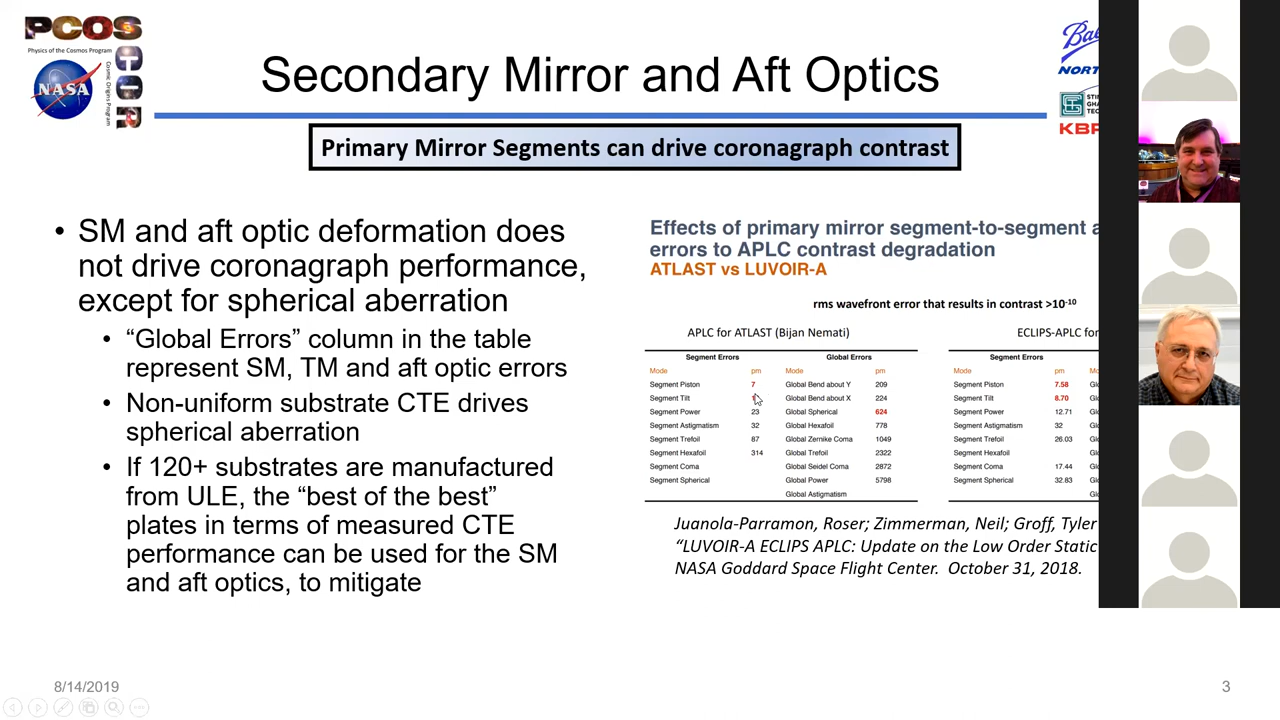 PCOS
Physics of the Cosmos Program
COR
Cosmic Origins Program
NASA
Secondary Mirror and Aft Optics
Primary Mirror Segments can drive coronagraph contrast
• SM and aft optic deformation does
not drive coronagraph performance,
except for spherical aberration
• “Global Errors” column in the table
represent SM, TM and aft optic errors
• Non-uniform substrate CTE drives
spherical aberration
• If 120+ substrates are manufactured
from ULE, the “best of the best”
plates in terms of measured CTE
performance can be used for the SM
and aft optics, to mitigate
Effects of primary mirror segment-to-segment
errors to APLC contrast degradation
ATLAST vs LUVOIR-A
rms wavefront error that results in contrast >10-10
APLC for ATLAST (Bijan Nemati) ECLIPS-APLC for
Segment Errors Global Errors Segment Errors
Mode pm Mode pm Mode pm
Segment Piston 7 Global Bend about Y 209 Segment Piston 7.58
Segment Tilt Global Bend about X 224 Segment Tilt 8.70
Segment Power 23 Global Spherical 624 Segment Power 12.71
Segment Astigmatism 32 Global Hexafoil 778 Segment Astigmatism 32
Segment Trefoil 87 Global Zernike Coma 1049 Segment Trefoil 26.03
Segment Hexafoil 314 Global Trefoil 2322 Segment Hexafoil
Segment Coma Global Seidel Coma 2872 Segment Coma 17.44
Segment Spherical Global Power 5798 Segment Spherical 32.83
Global Astigmatism
Juanola-Parramon, Roser; Zimmerman, Neil; Groff, Tyler
“LUVOIR-A ECLIPS APLC: Update on the Low Order Static
NASA Goddard Space Flight Center. October 31, 2018.
8/14/2019
3